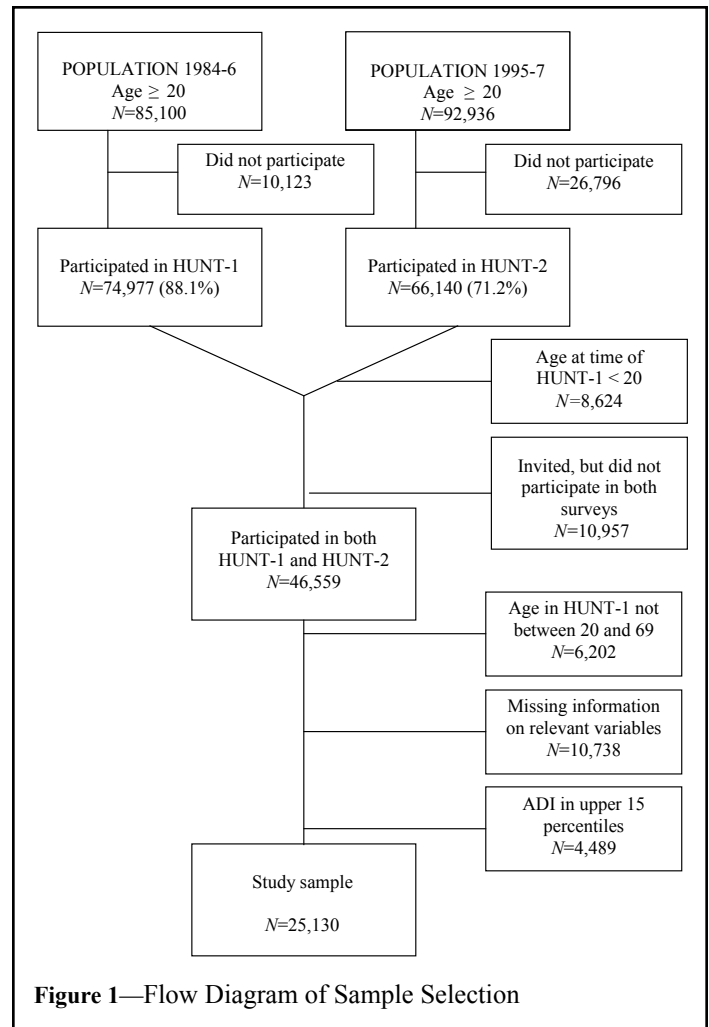 POPULATION 1984-6
Age ≥ 20
N=85,100
POPULATION 1995-7
Age ≥ 20
N=92,936
Did not participate
N=10,123
Did not participate
N=26,796
Participated in HUNT-1
N=74,977 (88.1%)
Participated in HUNT-2
N=66,140 (71.2%)
Age at time of
HUNT-1 < 20
N=8,624
Invited, but did not
participate in both
surveys
N=10,957
Participated in both
HUNT-1 and HUNT-2
N=46,559
Age in HUNT-1 not
between 20 and 69
N=6,202
Missing information
on relevant variables
N=10,738
ADI in upper 15
percentiles
N=4,489
Study sample
N=25,130
Figure 1—Flow Diagram of Sample Selection